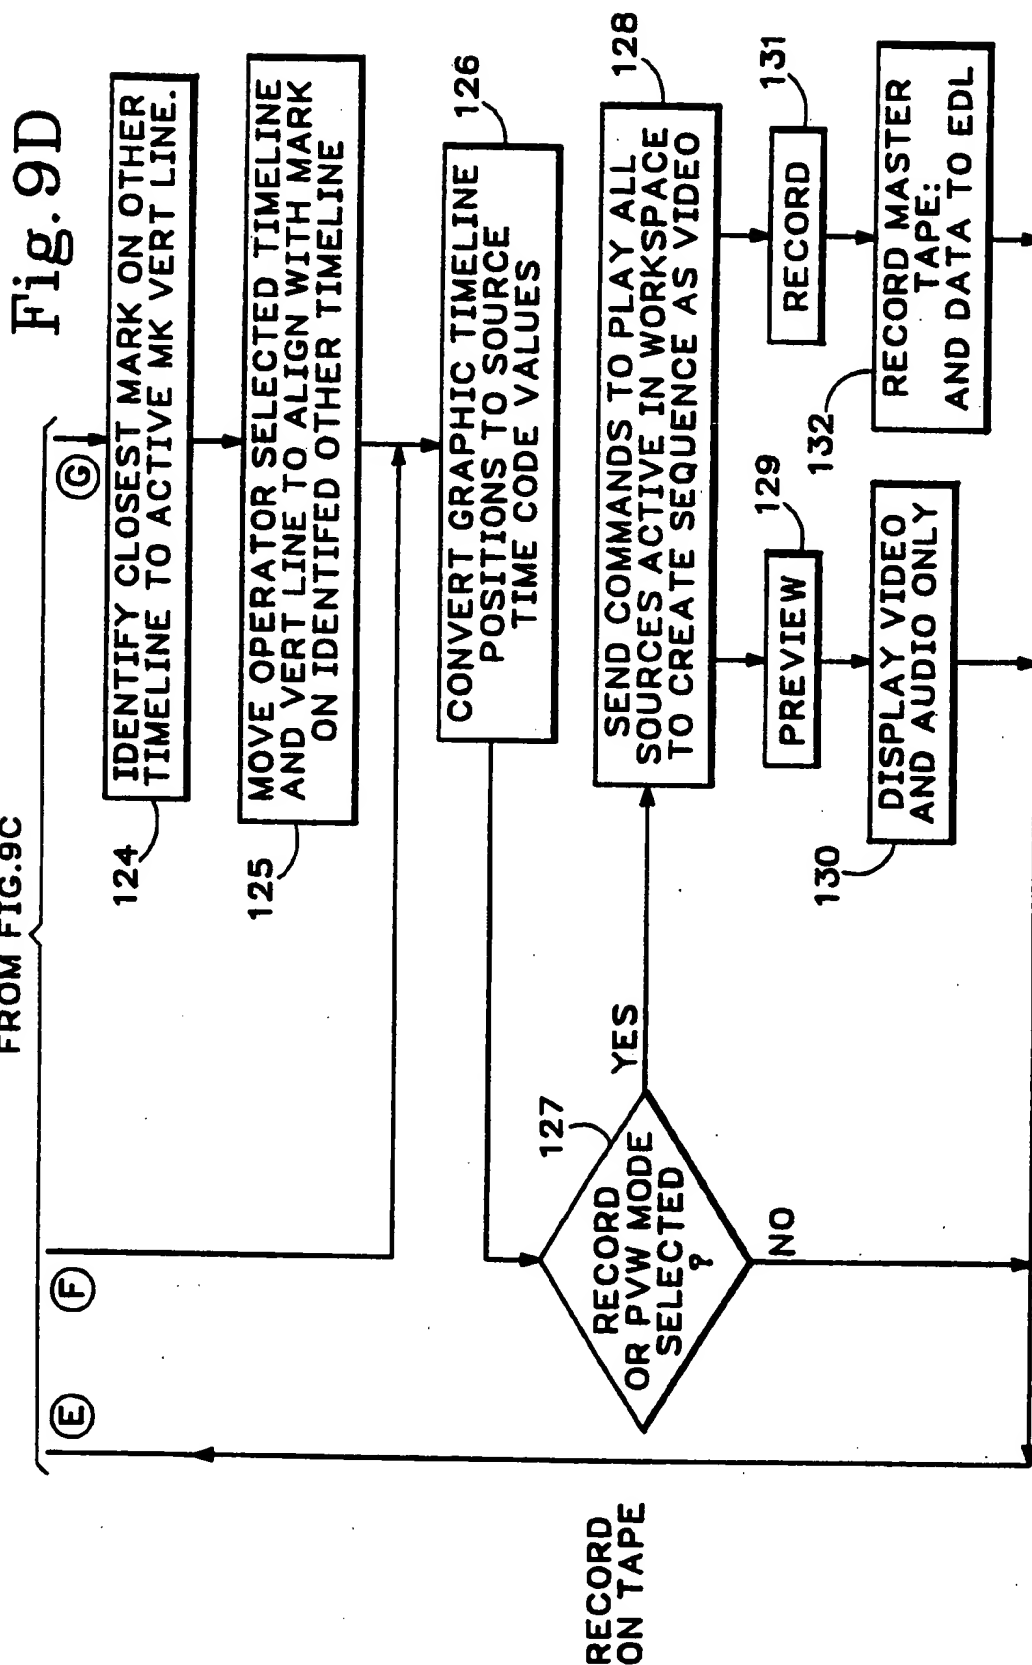 Fig. 9D
FROM FIG.9C
E
F
G
124
IDENTIFY CLOSEST MARK ON OTHER
TIMELINE TO ACTIVE MK VERT LINE.
125
MOVE OPERATOR SELECTED TIMELINE
AND VERT LINE TO ALIGN WITH MARK
ON IDENTIFED OTHER TIMELINE
126
CONVERT GRAPHIC TIMELINE
POSITIONS TO SOURCE
TIME CODE VALUES
RECORD
ON TAPE
127
RECORD
OR PVW MODE
SELECTED
?
YES
NO
128
SEND COMMANDS TO PLAY ALL
SOURCES ACTIVE IN WORKSPACE
TO CREATE SEQUENCE AS VIDEO
129
PREVIEW
131
RECORD
130
DISPLAY VIDEO
AND AUDIO ONLY
132
RECORD MASTER
TAPE:
AND DATA TO EDL